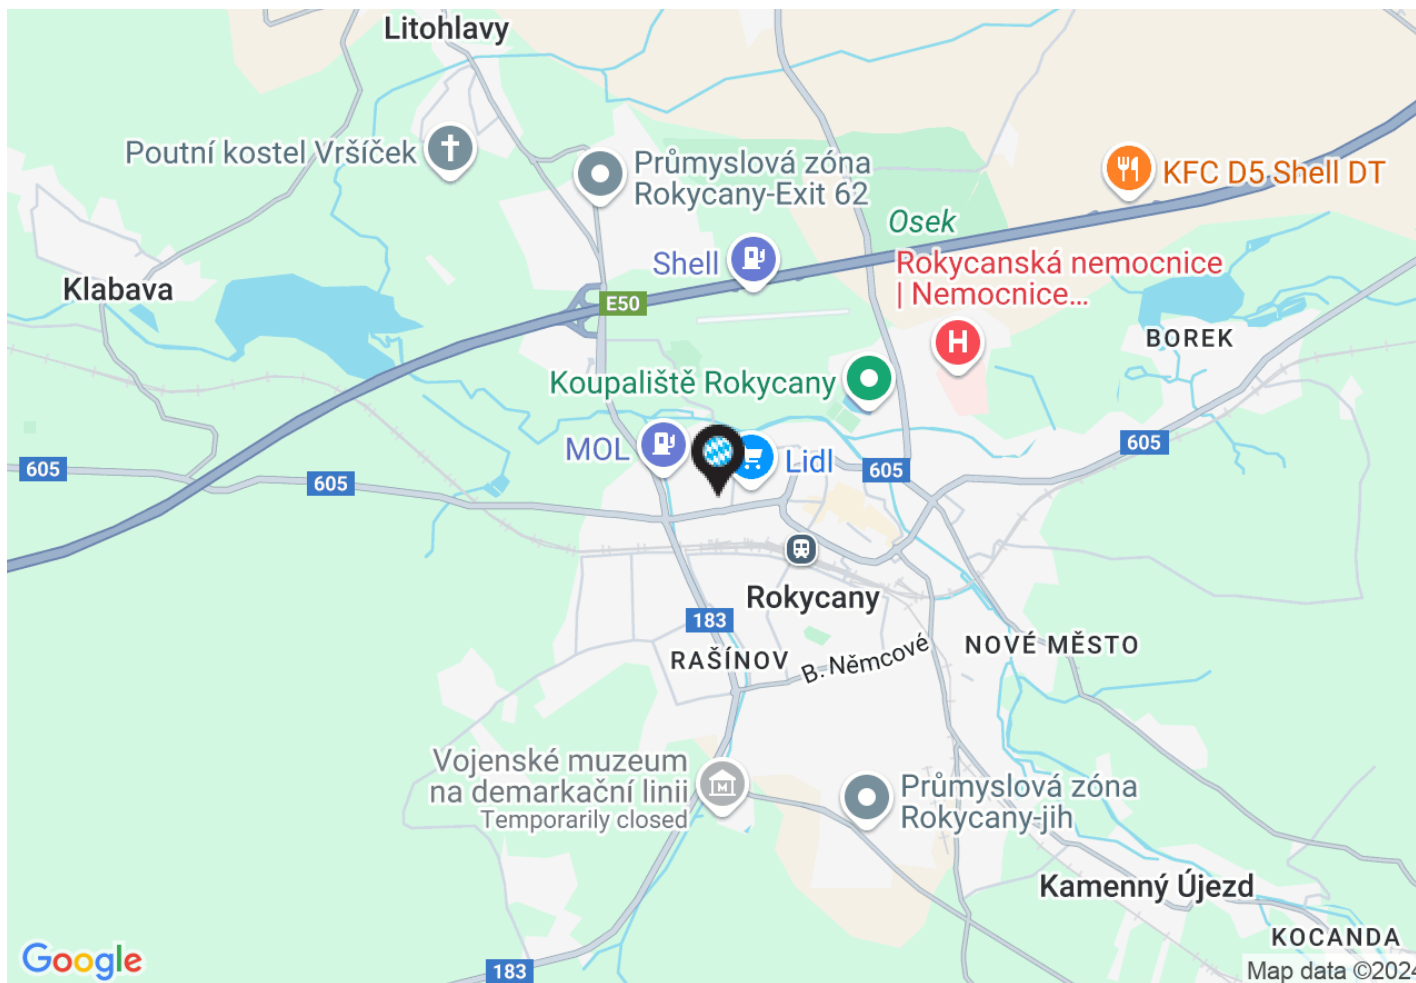 Litohlavy
Poutní kostel Vršíček
Průmyslová zóna
Rokycany-Exit 62
KFC D5 Shell DT
Osek
Shell
Rokycanská nemocnice
| Nemocnice...
Klabava
E50
BOREK
Koupaliště Rokycany
MOL
Lidl
605
605
605
605
Rokycany
183
RAŠÍNOV
B. Němcové
NOVÉ MĚSTO
Vojenské muzeum
na demarkační linii
Temporarily closed
Průmyslová zóna
Rokycany-jih
Kamenný Újezd
KOCANDA
Google
183
Map data ©2024